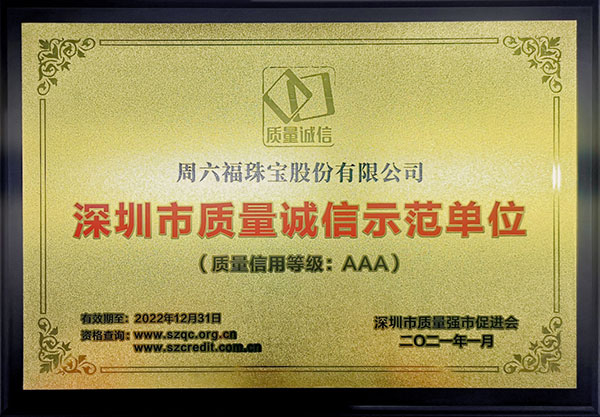 质量诚信
周六福珠宝股份有限公司
深圳市质量诚信示范单位
（质量信用等级：AAA）
有效期至：2022年12月31日
资格查询：www.szqc.org.cn
www.szcredit.com.cn
深圳市质量强市促进会
二〇二一年一月